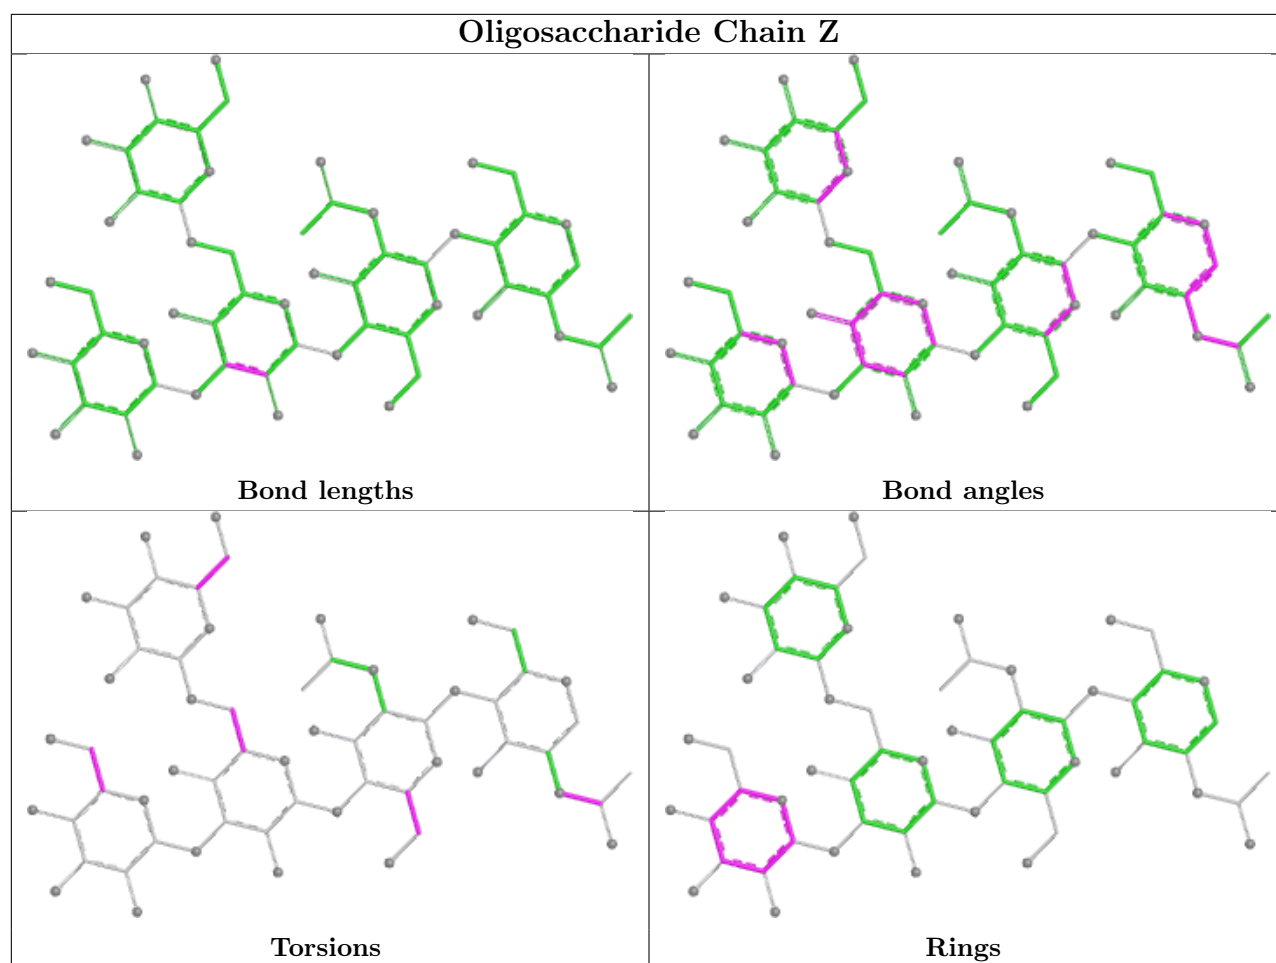 Oligosaccharide Chain Z
Bond lengths
Bond angles
Torsions
Rings